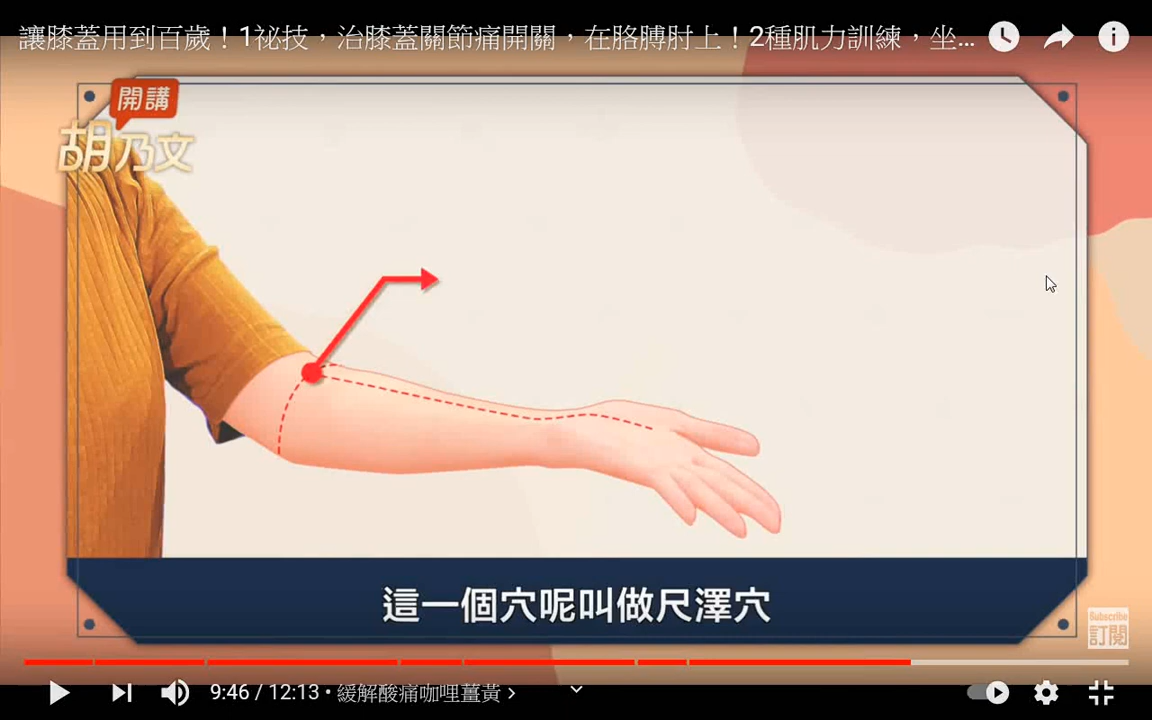 讓膝蓋用到百歲！1祕技，治膝蓋關節痛開關，在胳膊肘上！2種肌力訓練，坐...
開講
胡乃文
這一個穴呢叫做尺澤穴
Subscribe
訂閱
9:46 / 12:13 • 緩解酸痛咖哩薑黃 ›